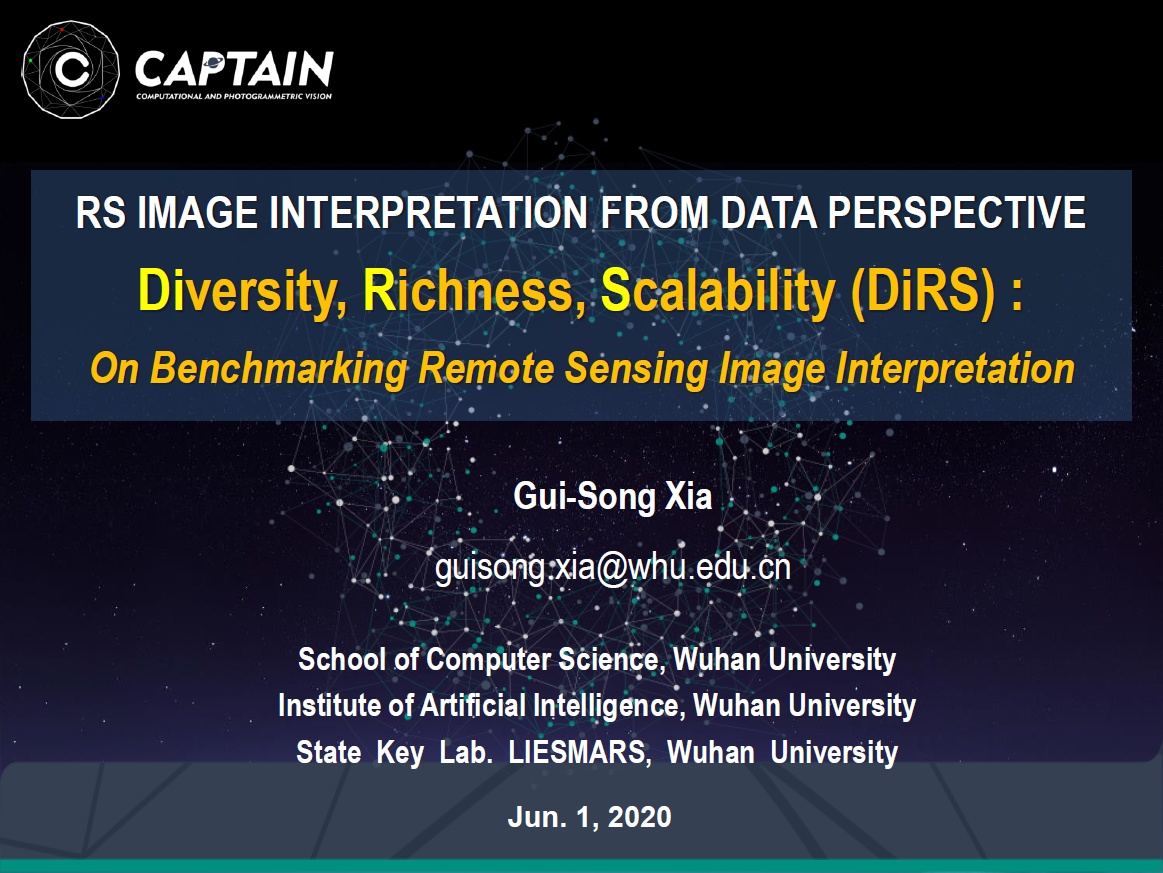 C CAPTAIN
COMPUTATIONAL AND PHOTOGRAMMETRIC VISION
RS IMAGE INTERPRETATION FROM DATA PERSPECTIVE
Diversity, Richness, Scalability (DiRS) :
On Benchmarking Remote Sensing Image Interpretation
Gui-Song Xia
guisong.xia@whu.edu.cn
School of Computer Science, Wuhan University
Institute of Artificial Intelligence, Wuhan University
State Key Lab. LIESMARS, Wuhan University
Jun. 1, 2020